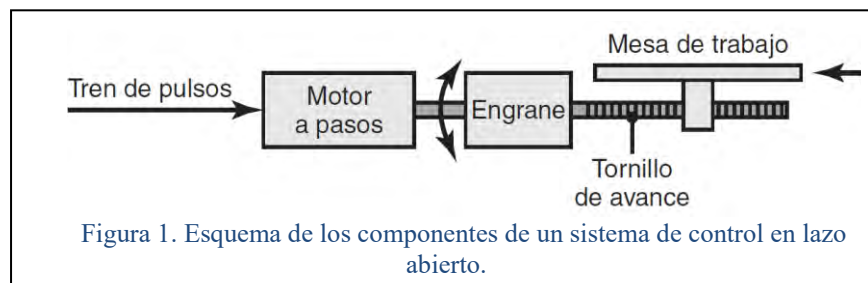 Mesa de trabajo
Tren de pulsos
Motor
a pasos
Engrane
Tornillo
de avance
Figura 1. Esquema de los componentes de un sistema de control en lazo
abierto.